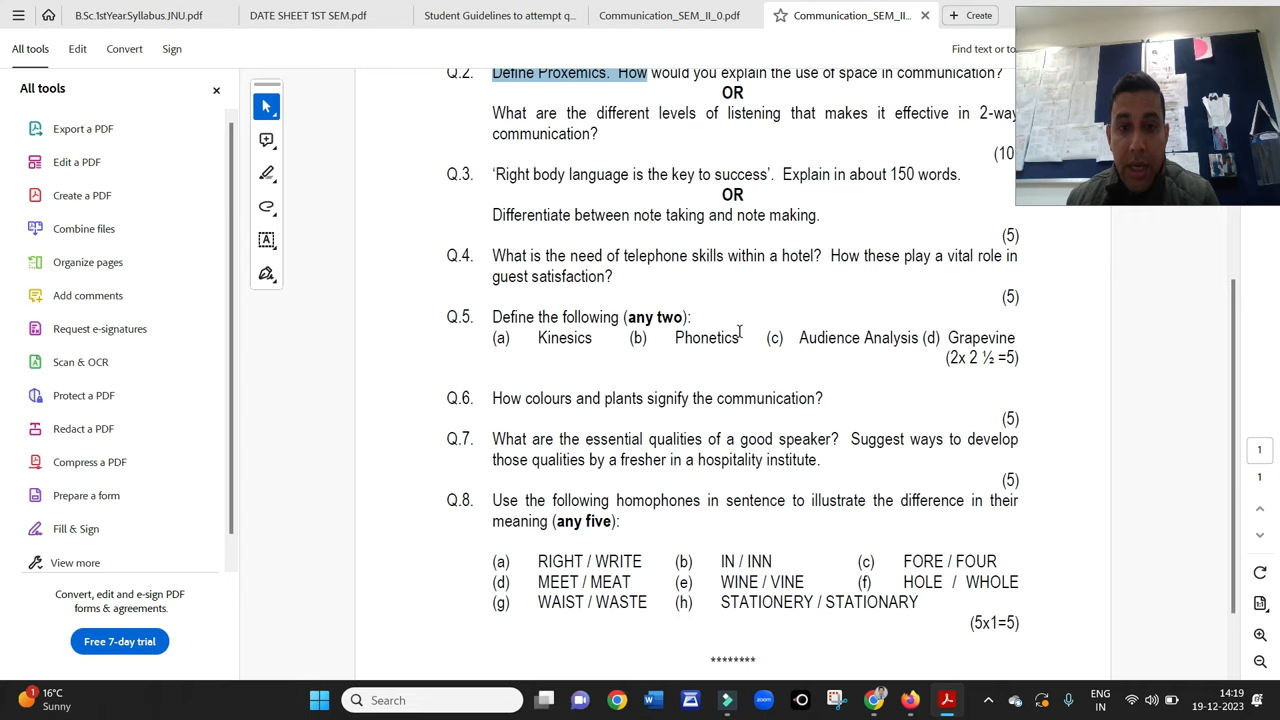 B.Sc.1stYear.Syllabus.JNU.pdf
DATE SHEET 1ST SEM.pdf
Student Guidelines to attempt q...
Communication_SEM_II_0.pdf
Communication_SEM_II...
Create
All tools
Edit
Convert
Sign
Find text or to
All tools
Export a PDF
Edit a PDF
Create a PDF
Combine files
Organize pages
Add comments
Request e-signatures
Scan & OCR
Protect a PDF
Redact a PDF
Compress a PDF
Prepare a form
Fill & Sign
View more
Convert, edit and e-sign PDF
forms & agreements.
Free 7-day trial
Q.2. Define Proxemics. How would you explain the use of space in communication?
OR
What are the different levels of listening that makes it effective in 2-way
communication?
(10
Q.3. ‘Right body language is the key to success’. Explain in about 150 words.
OR
Differentiate between note taking and note making.
(5)
Q.4. What is the need of telephone skills within a hotel? How these play a vital role in
guest satisfaction?
(5)
Q.5. Define the following (any two):
(a) Kinesics (b) Phonetics (c) Audience Analysis (d) Grapevine
(2x 2 ½ =5)
Q.6. How colours and plants signify the communication?
(5)
Q.7. What are the essential qualities of a good speaker? Suggest ways to develop
those qualities by a fresher in a hospitality institute.
(5)
Q.8. Use the following homophones in sentence to illustrate the difference in their
meaning (any five):
(a) RIGHT / WRITE (b) IN / INN (c) FORE / FOUR
(d) MEET / MEAT (e) WINE / VINE (f) HOLE / WHOLE
(g) WAIST / WASTE (h) STATIONERY / STATIONARY
(5x1=5)
********
1
1
1
16°C
Sunny
Search
zoom
ENG
IN
14:19
19-12-2023